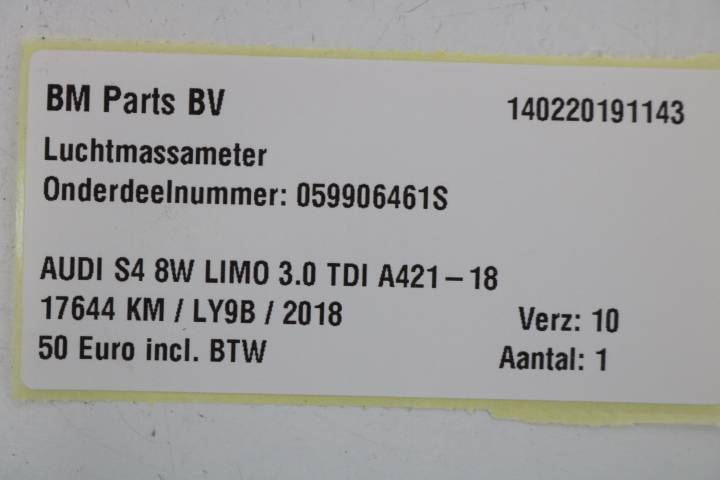 BM Parts BV 140220191143
Luchtmassameter
Onderdeelnummer: 059906461S
AUDI S4 8W LIMO 3.0 TDI A421-18
17644 KM / LY9B / 2018 Verz: 10
50 Euro incl. BTW Aantal: 1